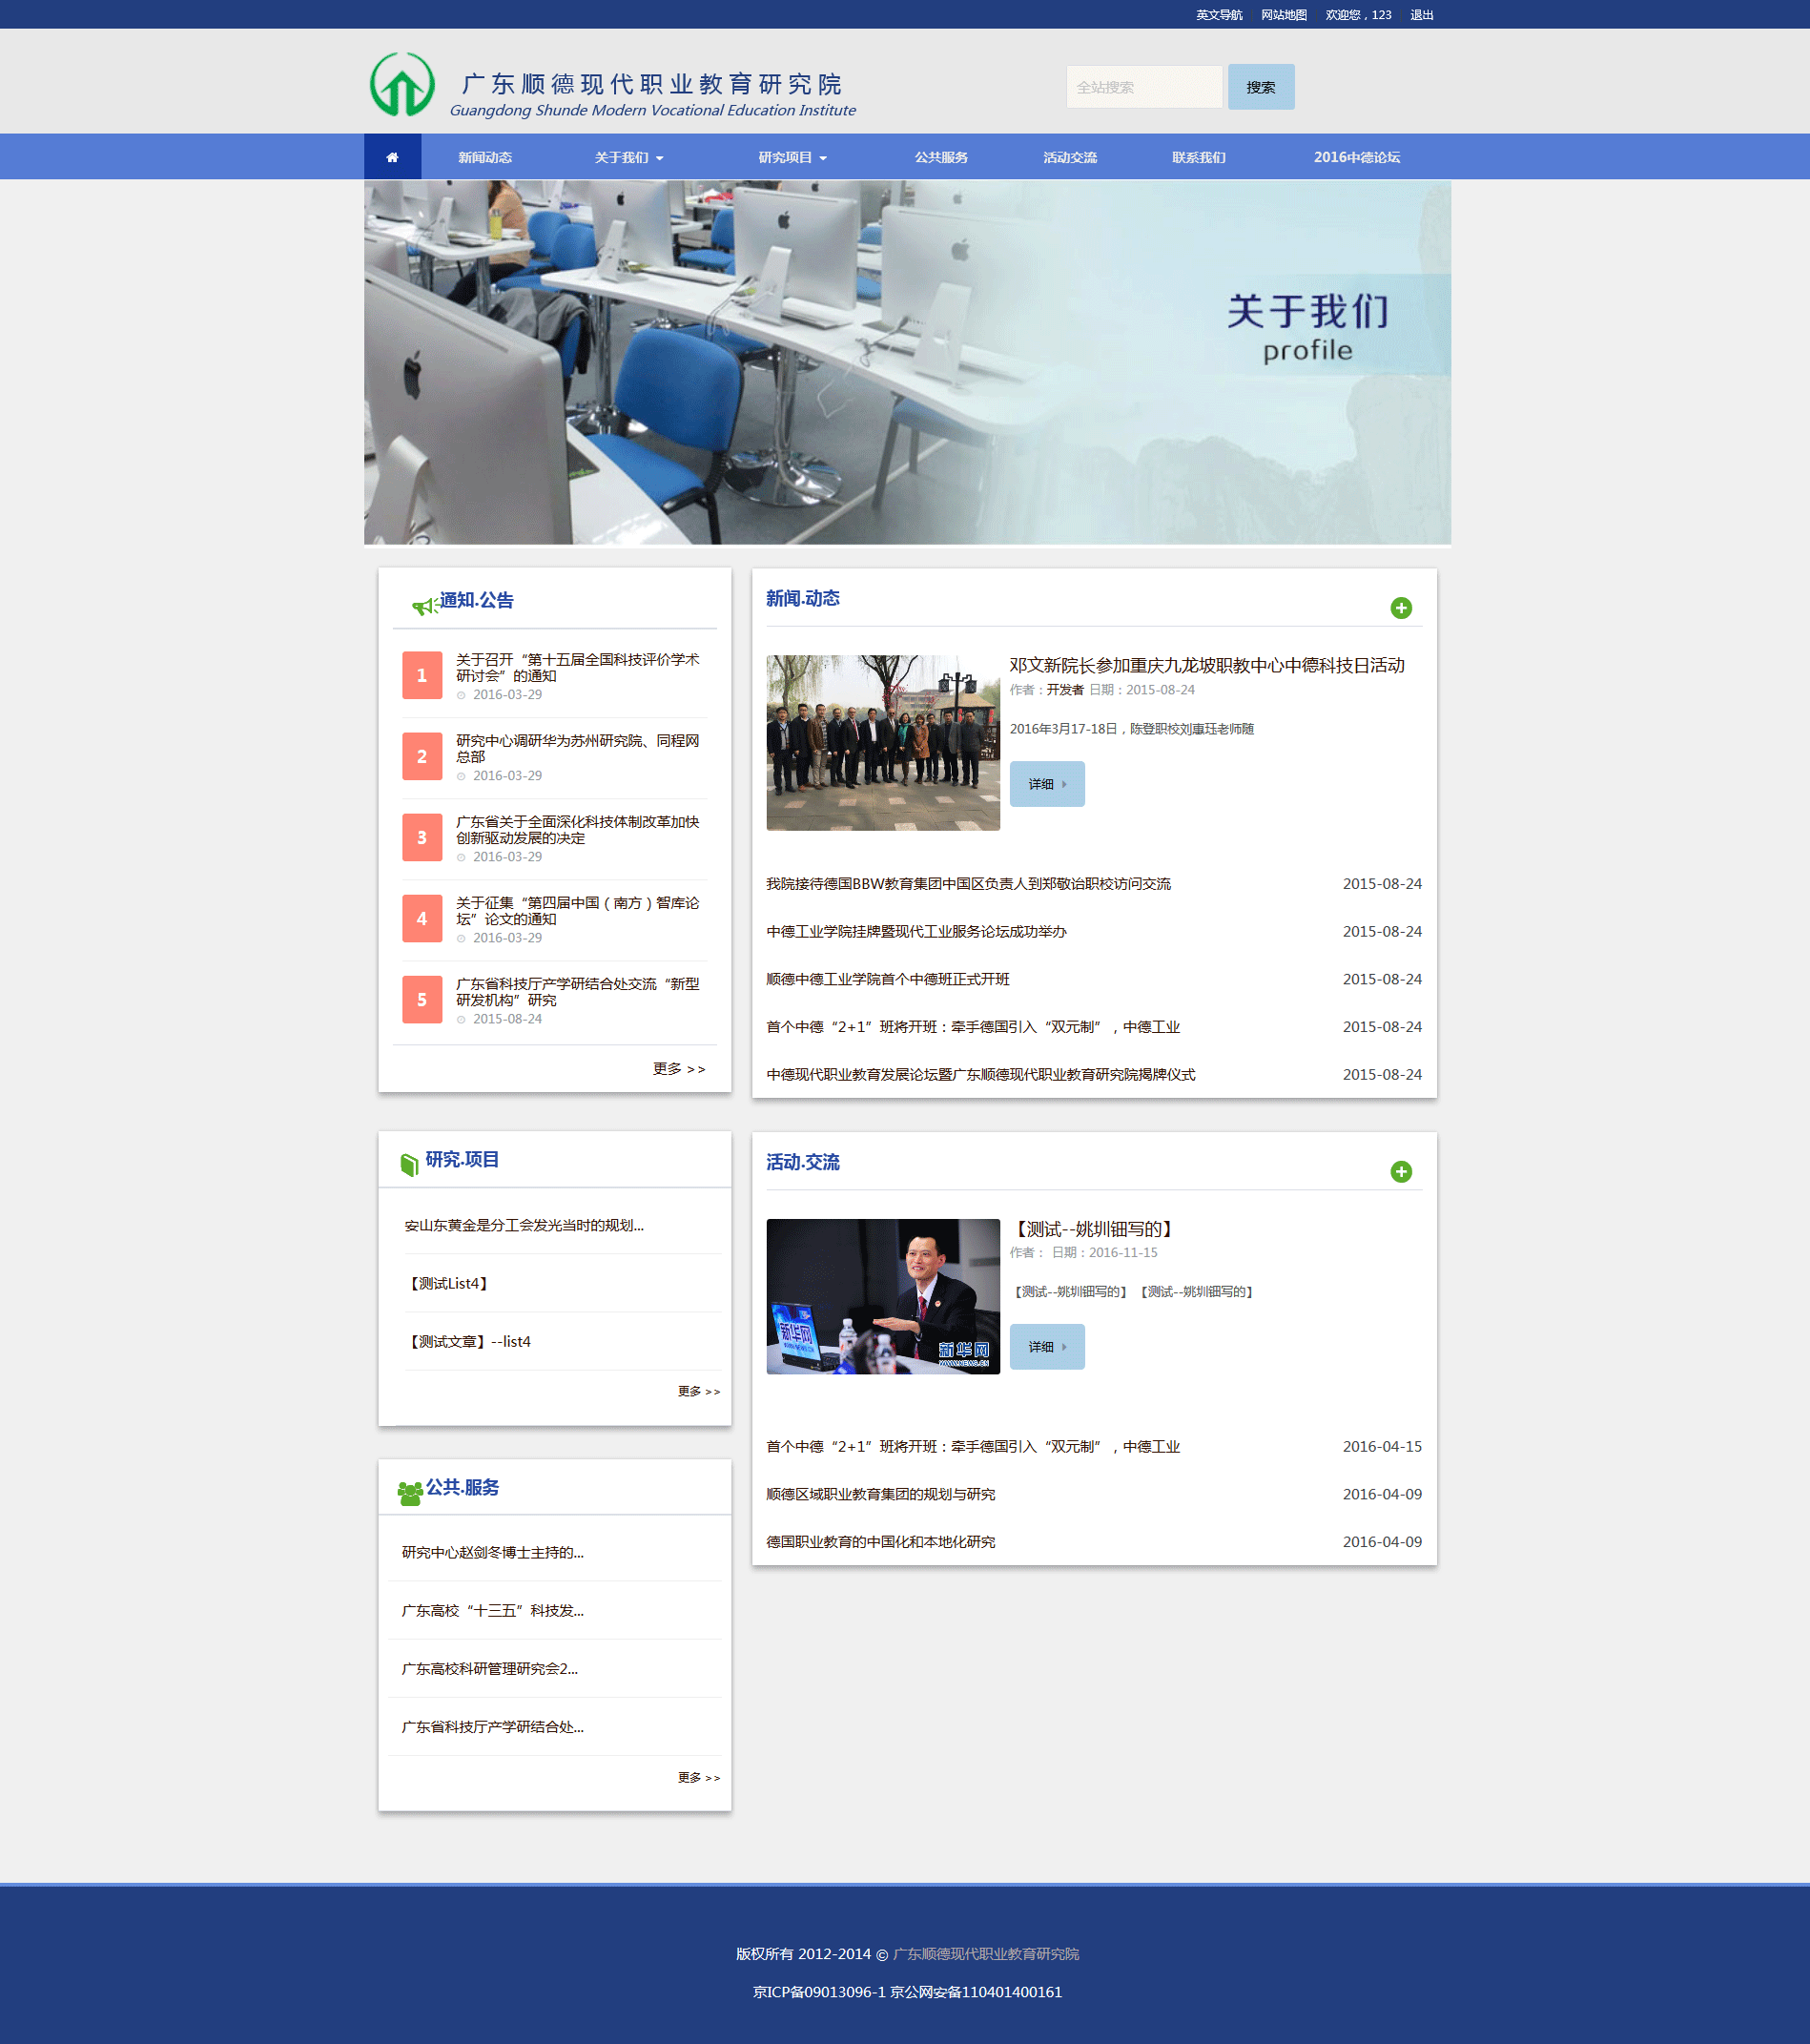 英文导航 网站地图 欢迎您，123 退出
广东顺德现代职业教育研究院
Guangdong Shunde Modern Vocational Education Institute
全站搜索 搜索
新闻动态 关于我们 研究项目 公共服务 活动交流 联系我们 2016中德论坛
关于我们
profile
通知.公告
1
关于召开“第十五届全国科技评价学术
研讨会”的通知
2016-03-29
2
研究中心调研华为苏州研究院、同程网
总部
2016-03-29
3
广东省关于全面深化科技体制改革加快
创新驱动发展的决定
2016-03-29
4
关于征集“第四届中国（南方）智库论
坛”论文的通知
2016-03-29
5
广东省科技厅产学研结合处交流“新型
研发机构”研究
2015-08-24
更多 >>
新闻.动态
邓文新院长参加重庆九龙坡职教中心中德科技日活动
作者：开发者 日期：2015-08-24
2016年3月17-18日，陈登职校刘惠珏老师随
详细
我院接待德国BBW教育集团中国区负责人到郑敬诒职校访问交流 2015-08-24
中德工业学院挂牌暨现代工业服务论坛成功举办 2015-08-24
顺德中德工业学院首个中德班正式开班 2015-08-24
首个中德“2+1”班将开班：牵手德国引入“双元制”，中德工业 2015-08-24
中德现代职业教育发展论坛暨广东顺德现代职业教育研究院揭牌仪式 2015-08-24
研究.项目
安山东黄金是分工会发光当时的规划...
【测试List4】
【测试文章】--list4
更多 >>
活动.交流
【测试--姚圳钿写的】
作者： 日期：2016-11-15
【测试--姚圳钿写的】 【测试--姚圳钿写的】
详细
新华网
新华网
WWW.NEWS.CN
首个中德“2+1”班将开班：牵手德国引入“双元制”，中德工业 2016-04-15
顺德区域职业教育集团的规划与研究 2016-04-09
德国职业教育的中国化和本地化研究 2016-04-09
公共.服务
研究中心赵剑冬博士主持的...
广东高校“十三五”科技发...
广东高校科研管理研究会2...
广东省科技厅产学研结合处...
更多 >>
版权所有 2012-2014 © 广东顺德现代职业教育研究院
京ICP备09013096-1 京公网安备110401400161